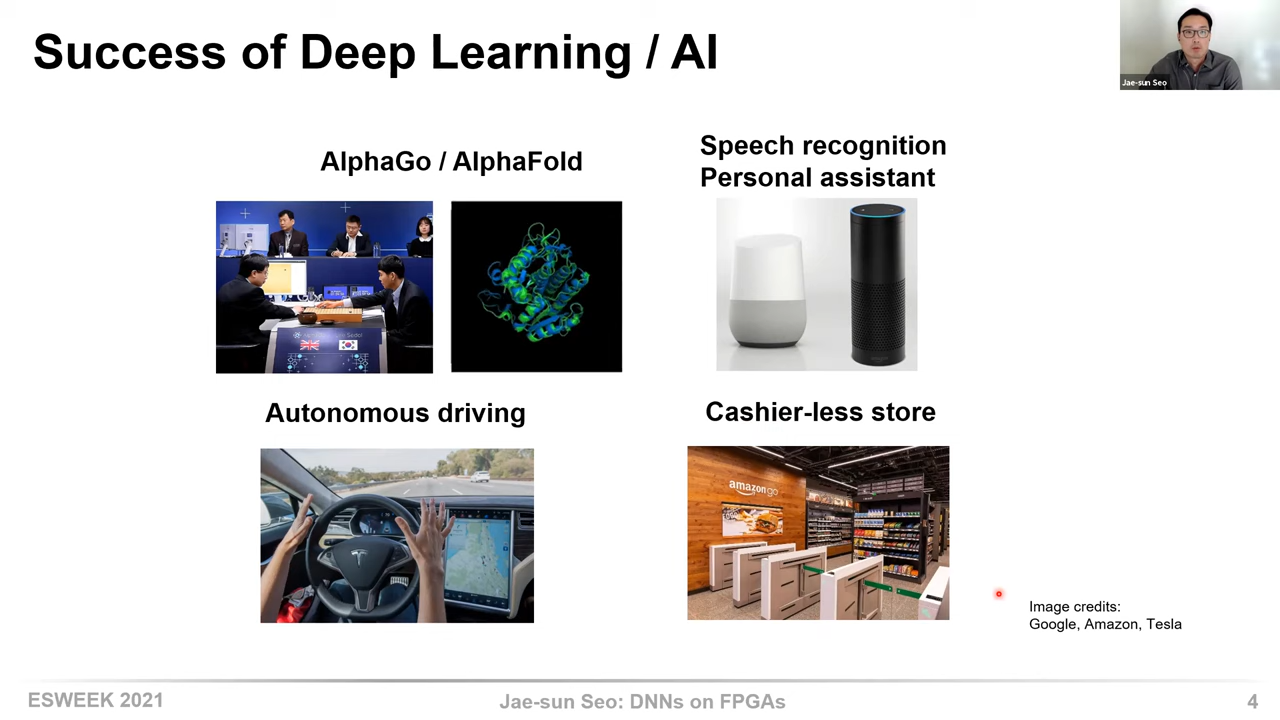 Success of Deep Learning / AI
Jae-sun Seo
AlphaGo / AlphaFold
Speech recognition
Personal assistant
Autonomous driving
Cashier-less store
amazon go
Image credits:
Google, Amazon, Tesla
ESWEEK 2021
Jae-sun Seo: DNNs on FPGAs
4